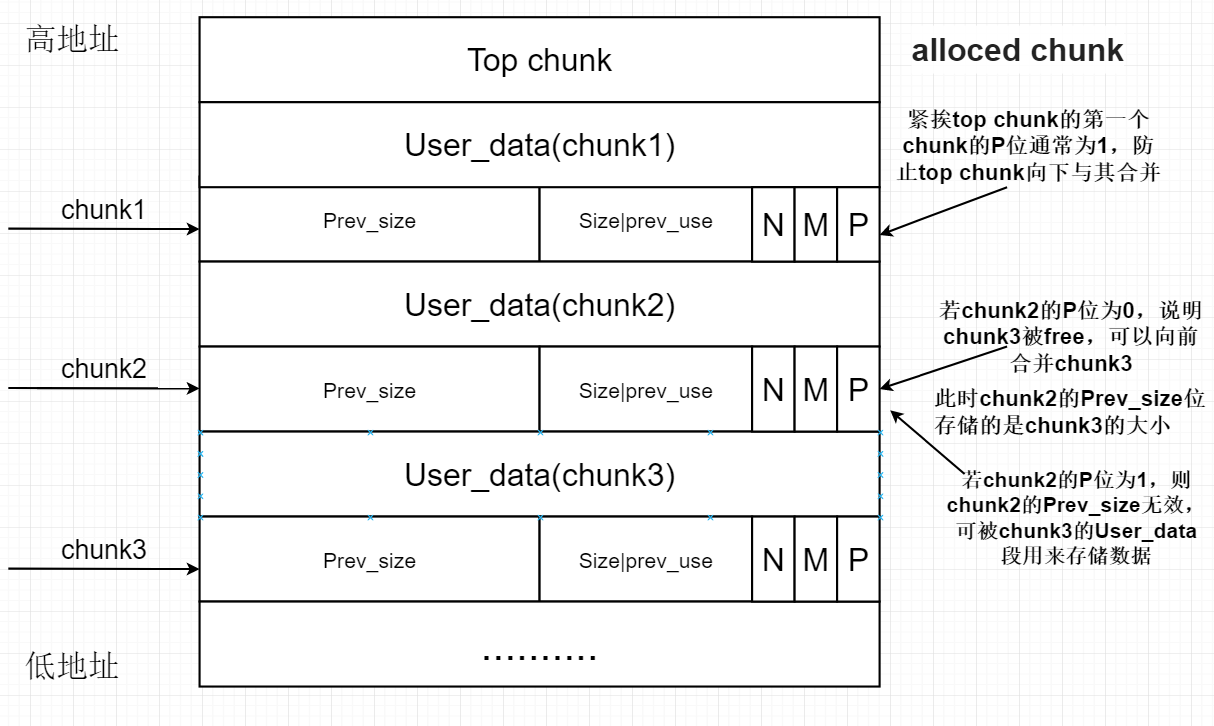 高地址
Top chunk
alloced chunk
User_data(chunk1)
紧挨top chunk的第一个
chunk的P位通常为1，防
止top chunk向下与其合并
chunk1
Prev_size
Size|prev_use
N
M
P
User_data(chunk2)
若chunk2的P位为0，说明
chunk3被free，可以向前
合并chunk3
chunk2
Prev_size
Size|prev_use
N
M
P
此时chunk2的Prev_size位
存储的是chunk3的大小
User_data(chunk3)
若chunk2的P位为1，则
chunk2的Prev_size无效，
可被chunk3的User_data
段用来存储数据
chunk3
Prev_size
Size|prev_use
N
M
P
低地址
..........